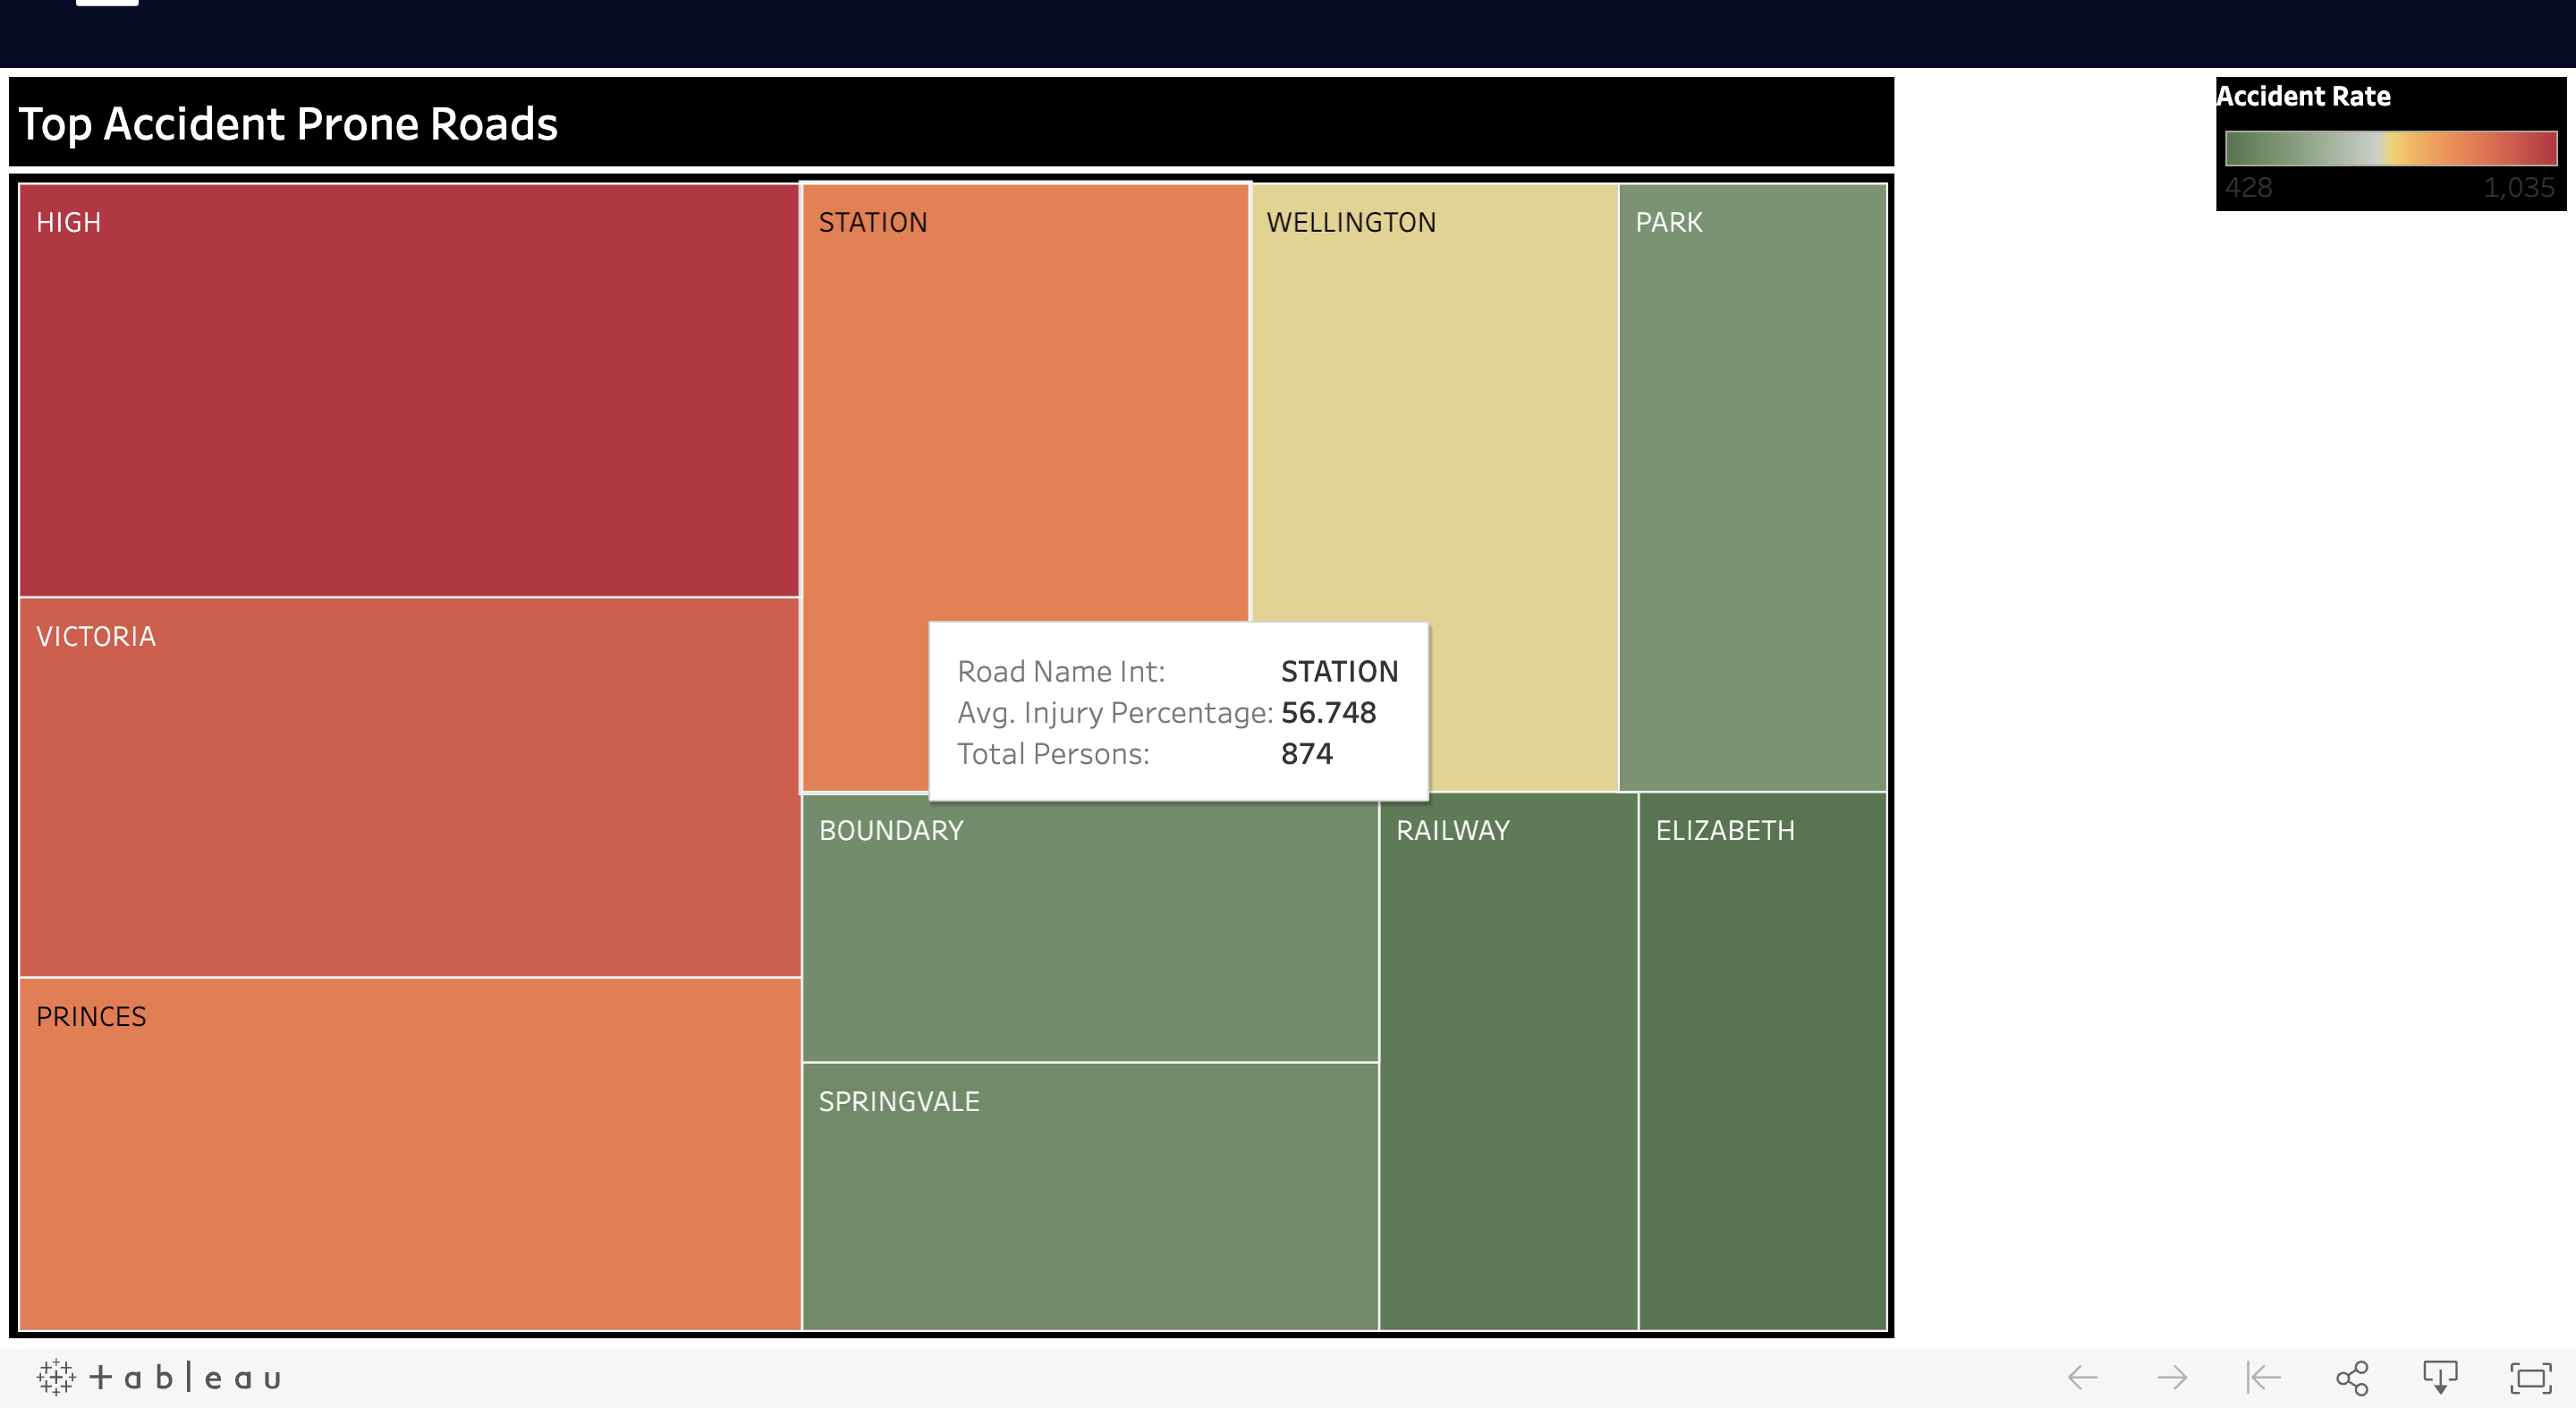 Top Accident Prone Roads
Accident Rate
428 1,035
HIGH
STATION
WELLINGTON
PARK
VICTORIA
Road Name Int: STATION
Avg. Injury Percentage: 56.748
Total Persons: 874
BOUNDARY
RAILWAY
ELIZABETH
PRINCES
SPRINGVALE
+ a b l e a u